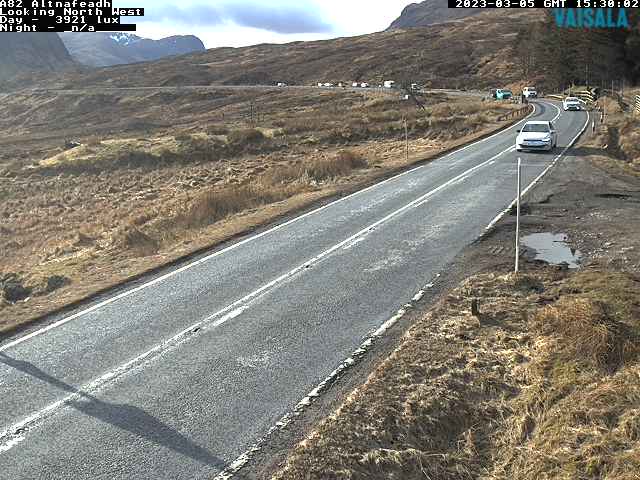 A82 Altnafeadh
2023-03-05 GMT 15:30:02
Looking North West
VAISALA
Day - 3921 lux
Night - n/a